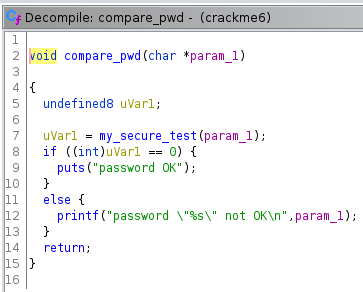 Decompile: compare_pwd - (crackme6)
1
2 void compare_pwd(char *param_1)
3
4 {
5 undefined8 uVar1;
6
7 uVar1 = my_secure_test(param_1);
8 if ((int)uVar1 == 0) {
9 puts("password OK");
10 }
11 else {
12 printf("password \"%s\" not OK\n",param_1);
13 }
14 return;
15 }
16